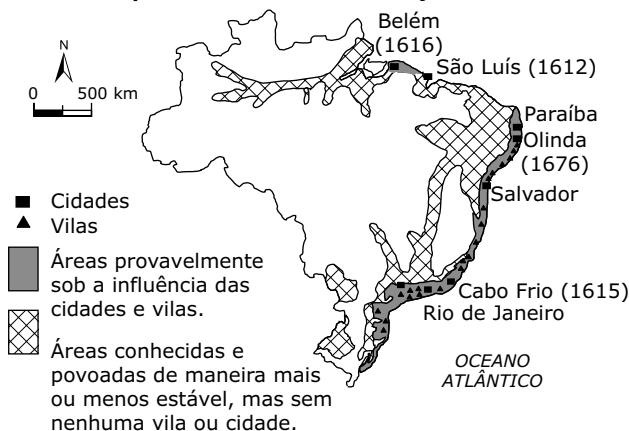 Belém
(1616)
São Luís (1612)
N
0 500 km
Paraíba
Olinda
(1676)
Salvador
Cidades
Vilas
Áreas provavelmente
sob a influência das
cidades e vilas.
Cabo Frio (1615)
Rio de Janeiro
Áreas conhecidas e
povoadas de maneira mais
ou menos estável, mas sem
nenhuma vila ou cidade.
OCEANO
ATLÂNTICO